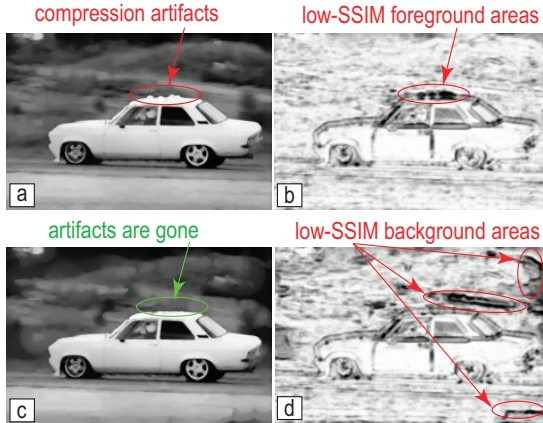 compression artifacts
low-SSIM foreground areas
a
b
artifacts are gone
low-SSIM background areas
c
d